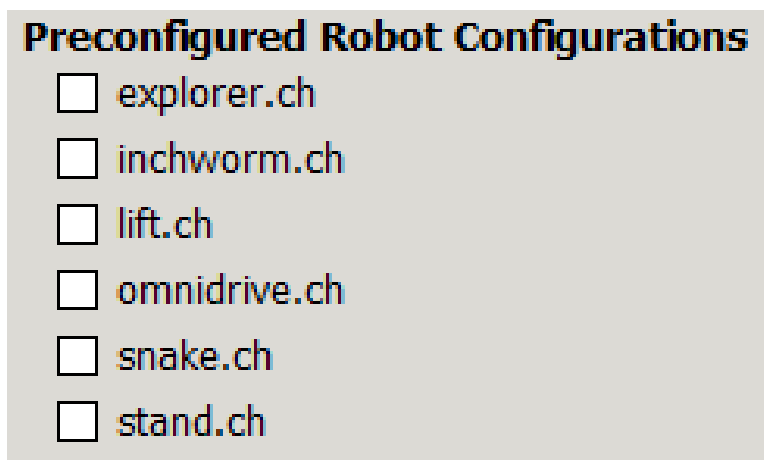 Preconfigured Robot Configurations
explorer.ch
inchworm.ch
lift.ch
omnidrive.ch
snake.ch
stand.ch